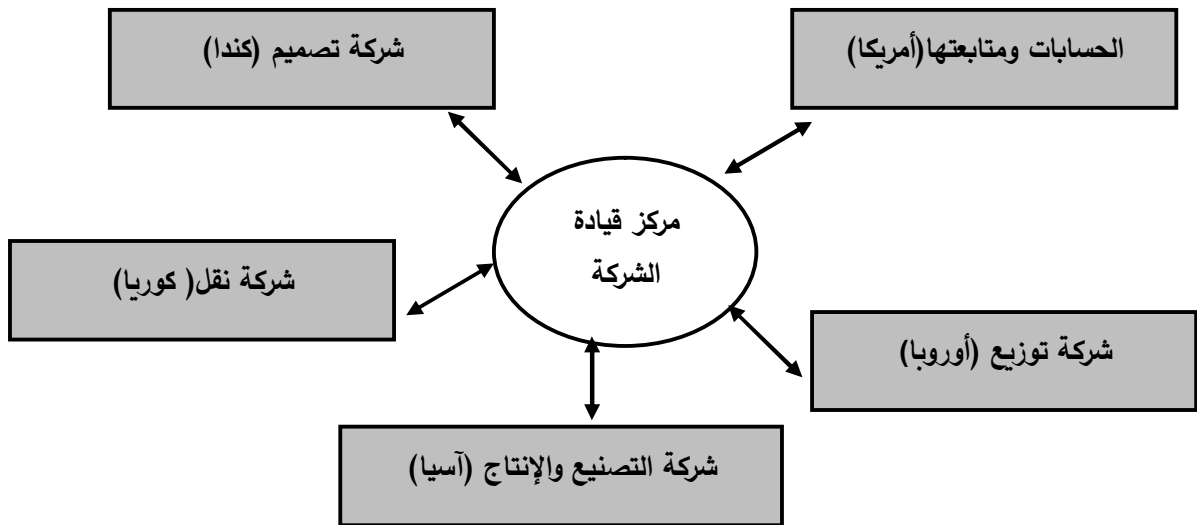 الحسابات ومتابعتها(أمريكا)
شركة تصميم (كندا)
مركز قيادة
الشركة
شركة نقل( كوريا)
شركة توزيع (أوروبا)
شركة التصنيع والإنتاج (آسيا)